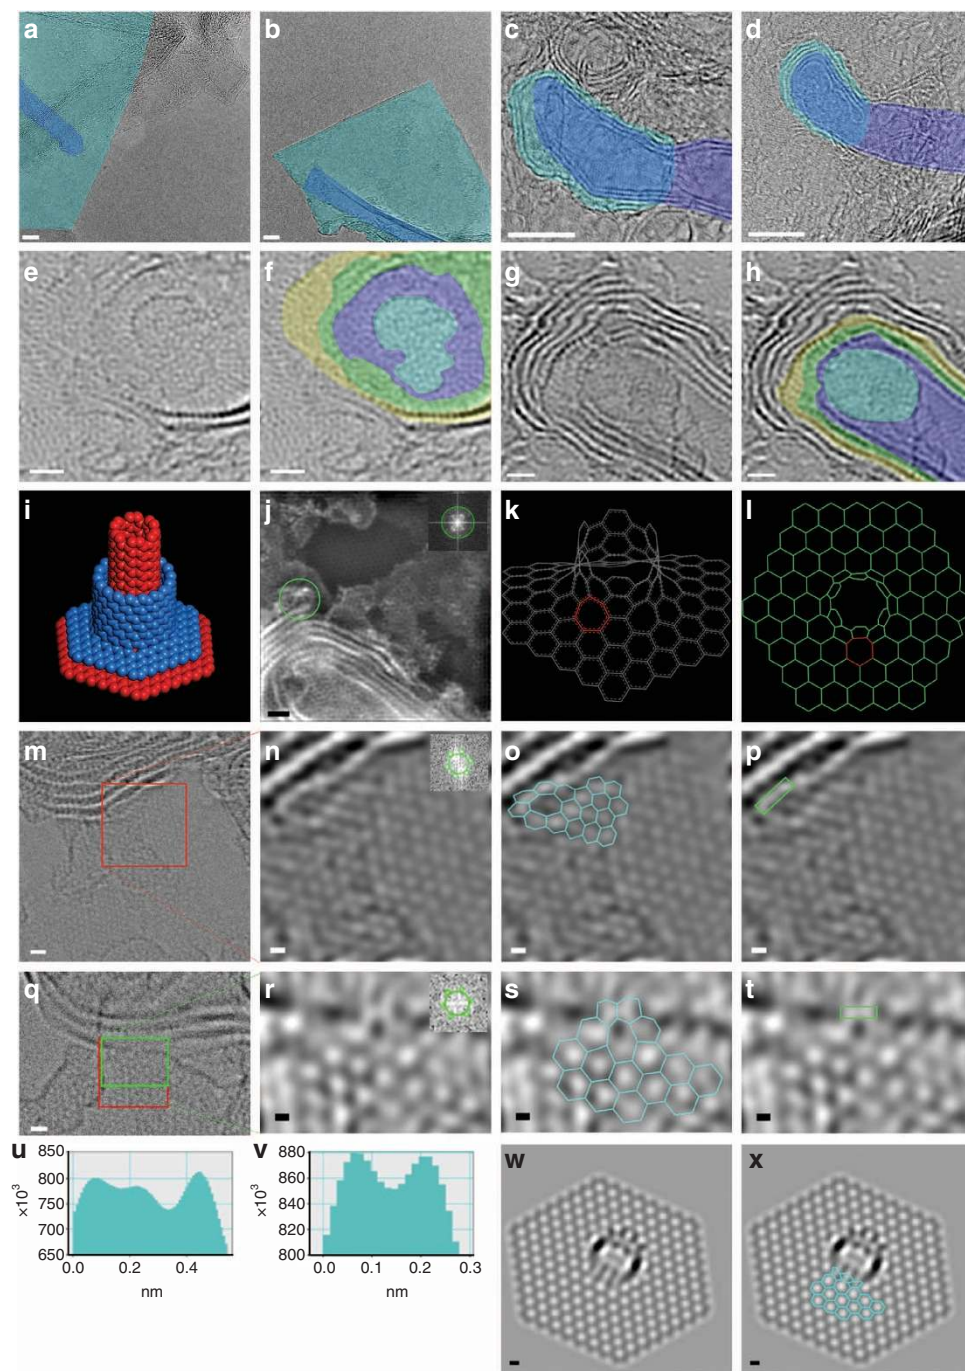 a b c d
e f g h
i j k l
m n o p
q r s t
u v w x
850 880
800 860
×10³ ×10³
750
700 840
820
650 800
0.0 0.2 0.4 0.0 0.1 0.2 0.3
nm nm